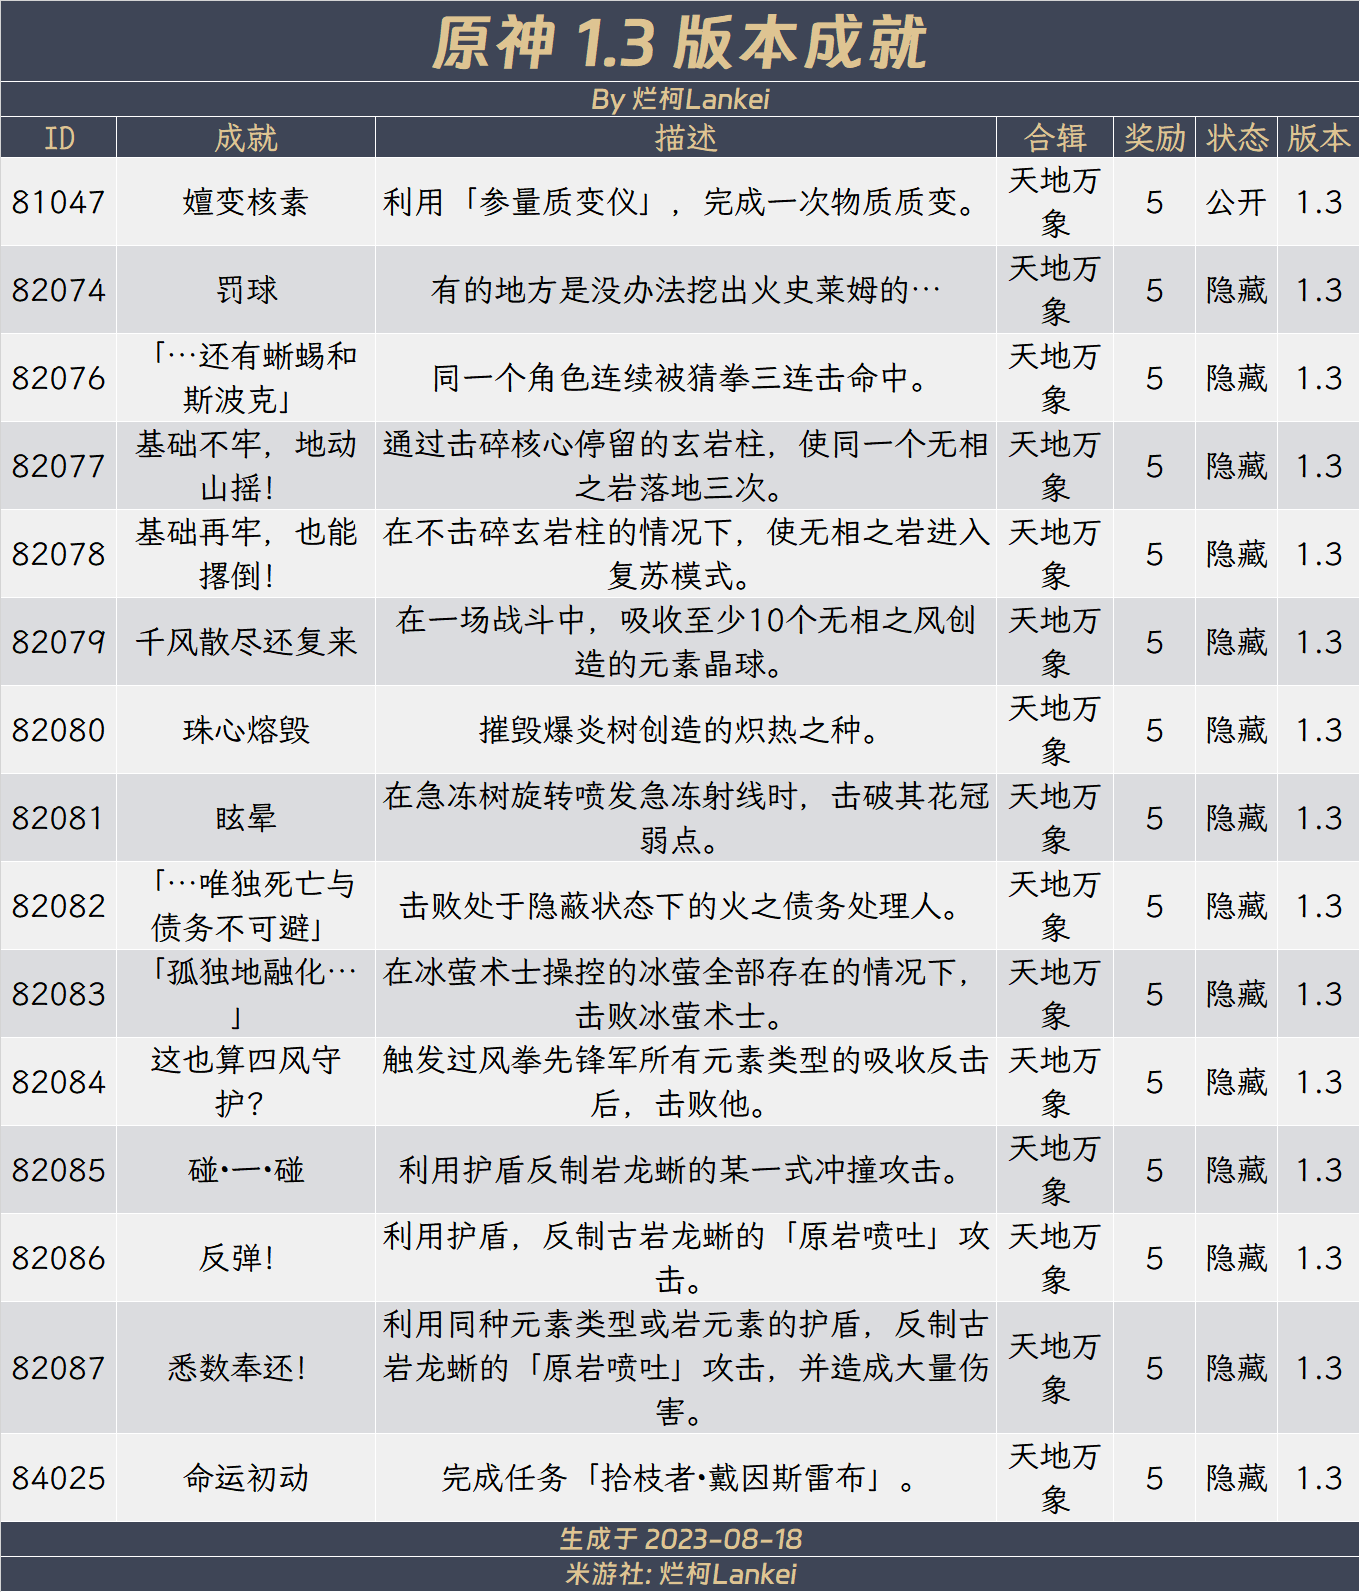 原神 1.3 版本成就
By 烂柯Lankei
ID 成就 描述 合辑 奖励 状态 版本
81047 嬗变核素 利用「参量质变仪」，完成一次物质质变。 天地万象 5 公开 1.3
82074 罚球 有的地方是没办法挖出火史莱姆的… 天地万象 5 隐藏 1.3
82076 「…还有蜥蜴和斯波克」 同一个角色连续被猜拳三连击命中。 天地万象 5 隐藏 1.3
82077 基础不牢，地动山摇！ 通过击碎核心停留的玄岩柱，使同一个无相之岩落地三次。 天地万象 5 隐藏 1.3
82078 基础再牢，也能撂倒！ 在不击碎玄岩柱的情况下，使无相之岩进入复苏模式。 天地万象 5 隐藏 1.3
82079 千风散尽还复来 在一场战斗中，吸收至少10个无相之风创造的元素晶球。 天地万象 5 隐藏 1.3
82080 珠心熔毁 摧毁爆炎树创造的炽热之种。 天地万象 5 隐藏 1.3
82081 眩晕 在急冻树旋转喷发急冻射线时，击破其花冠弱点。 天地万象 5 隐藏 1.3
82082 「…唯独死亡与债务不可避」 击败处于隐蔽状态下的火之债务处理人。 天地万象 5 隐藏 1.3
82083 「孤独地融化…」 在冰萤术士操控的冰萤全部存在的情况下，击败冰萤术士。 天地万象 5 隐藏 1.3
82084 这也算四风守护？ 触发过风拳先锋军所有元素类型的吸收反击后，击败他。 天地万象 5 隐藏 1.3
82085 碰•一•碰 利用护盾反制岩龙蜥的某一式冲撞攻击。 天地万象 5 隐藏 1.3
82086 反弹！ 利用护盾，反制古岩龙蜥的「原岩喷吐」攻击。 天地万象 5 隐藏 1.3
82087 悉数奉还！ 利用同种元素类型或岩元素的护盾，反制古岩龙蜥的「原岩喷吐」攻击，并造成大量伤害。 天地万象 5 隐藏 1.3
84025 命运初动 完成任务「拾枝者•戴因斯雷布」。 天地万象 5 隐藏 1.3
生成于 2023-08-18
米游社: 烂柯Lankei